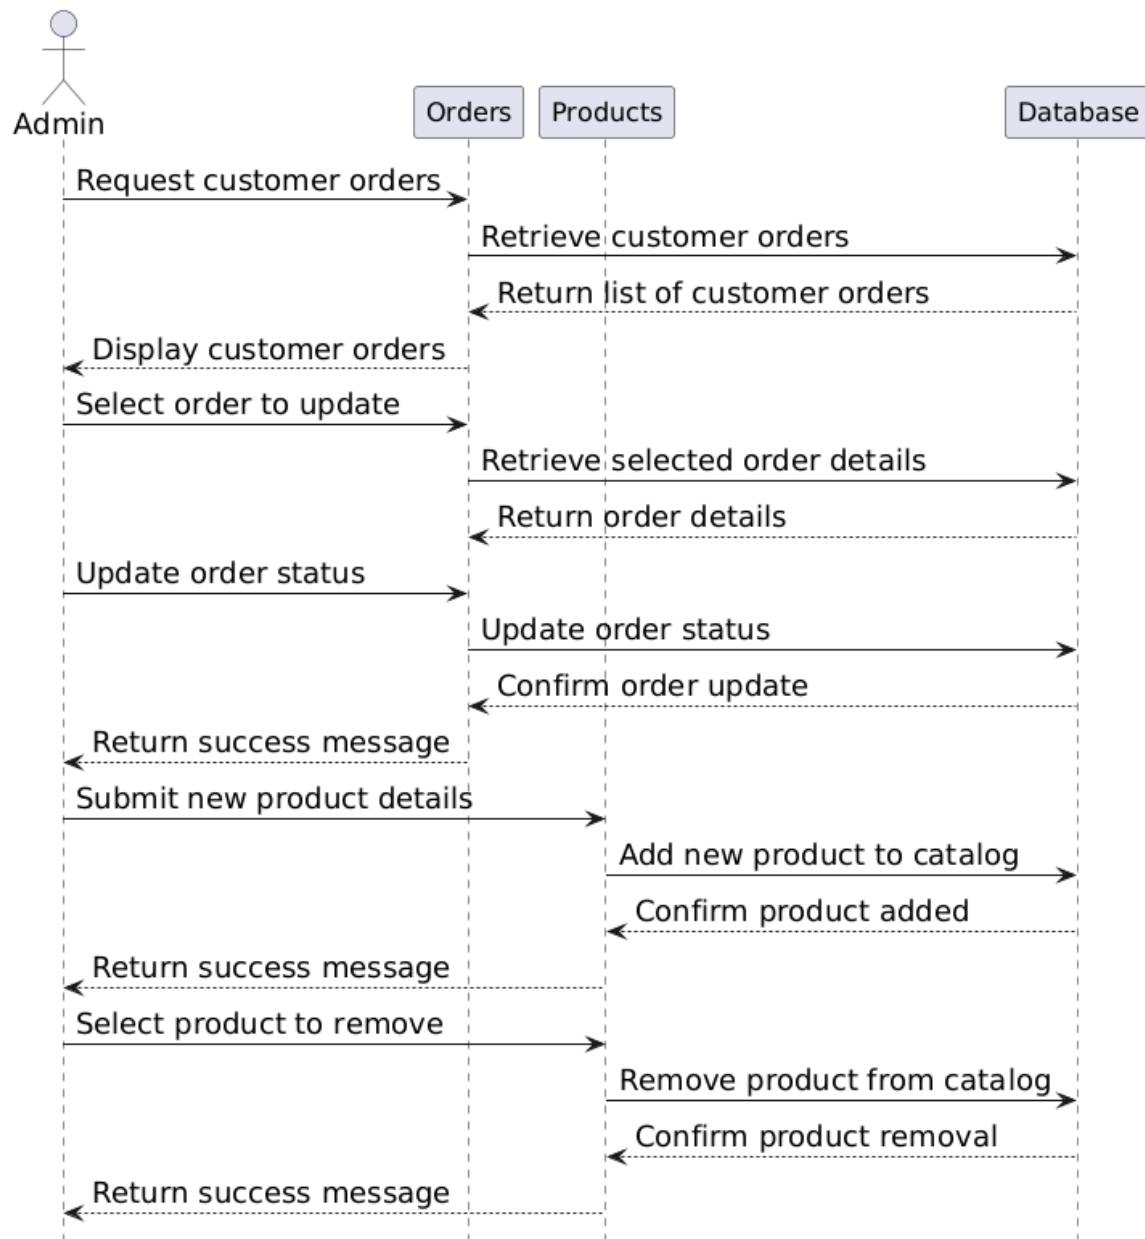 Admin
Orders
Products
Database
Request customer orders
Retrieve customer orders
Return list of customer orders
Display customer orders
Select order to update
Retrieve selected order details
Return order details
Update order status
Update order status
Confirm order update
Return success message
Submit new product details
Add new product to catalog
Confirm product added
Return success message
Select product to remove
Remove product from catalog
Confirm product removal
Return success message